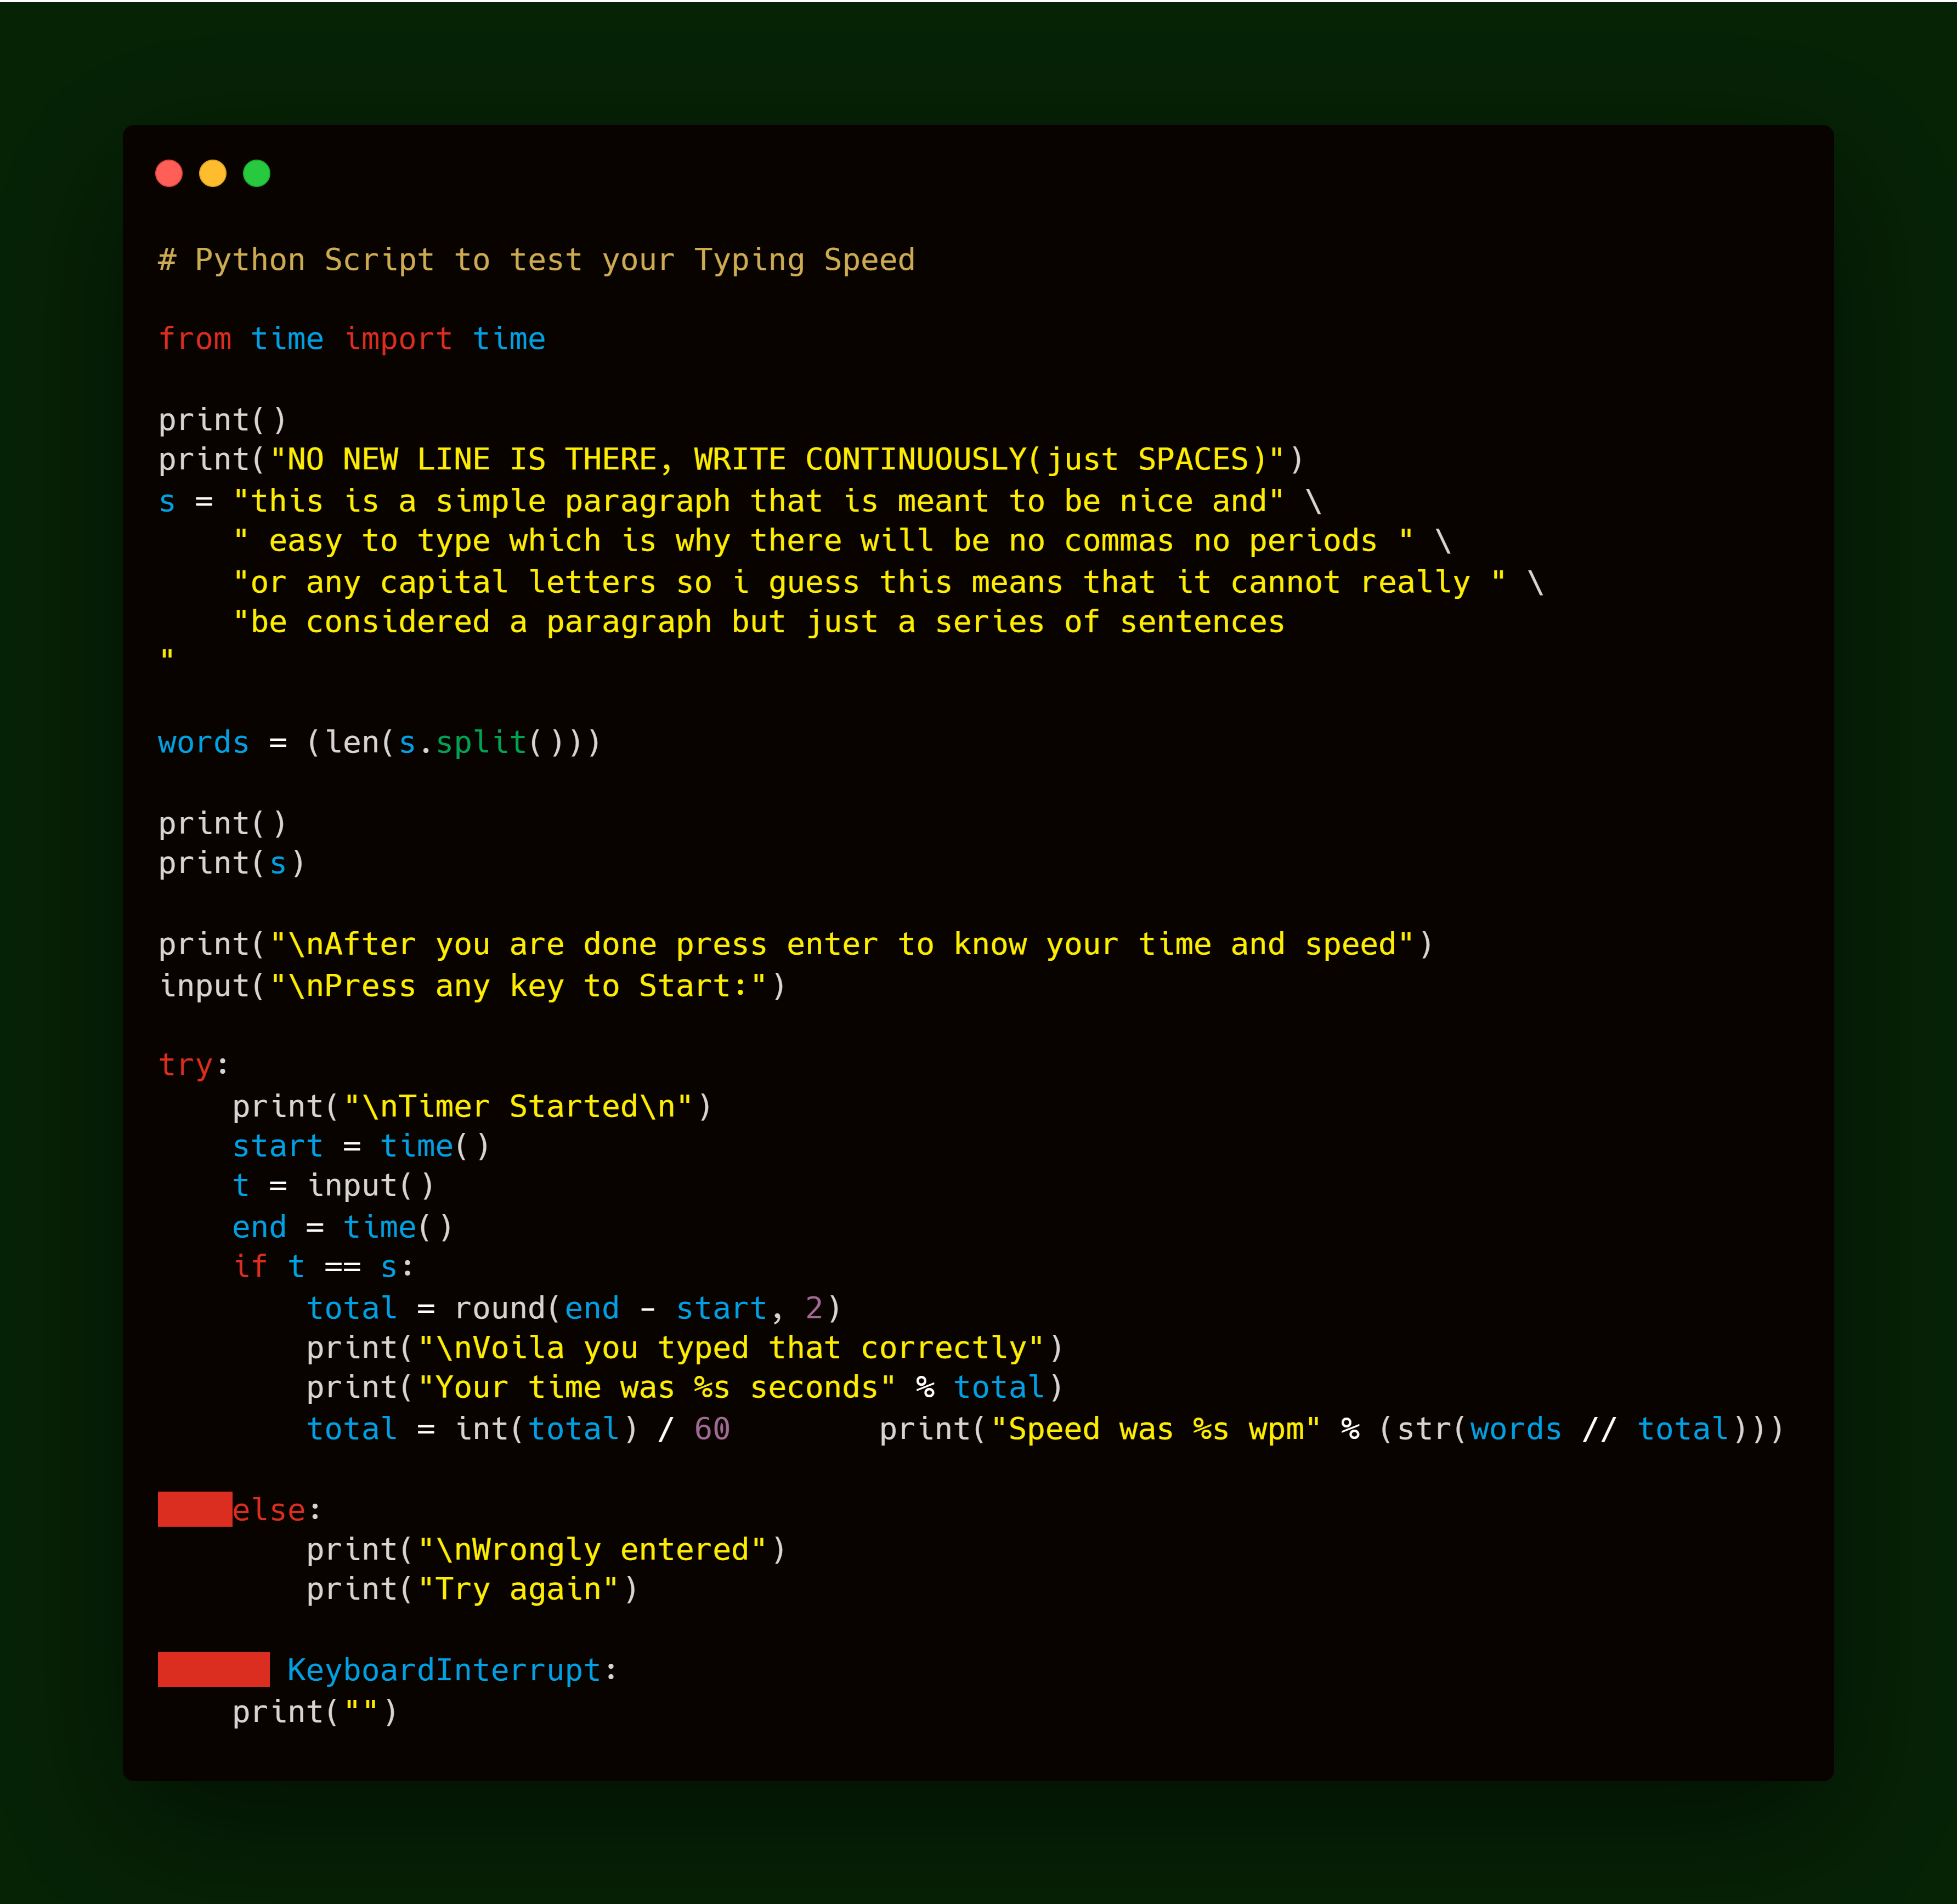 # Python Script to test your Typing Speed
from time import time
print()
print("NO NEW LINE IS THERE, WRITE CONTINUOUSLY(just SPACES)")
s = "this is a simple paragraph that is meant to be nice and" \
    " easy to type which is why there will be no commas no periods " \
    "or any capital letters so i guess this means that it cannot really " \
    "be considered a paragraph but just a series of sentences
"
words = (len(s.split()))
print()
print(s)
print("\nAfter you are done press enter to know your time and speed")
input("\nPress any key to Start:")
try:
    print("\nTimer Started\n")
    start = time()
    t = input()
    end = time()
    if t == s:
        total = round(end - start, 2)
        print("\nVoila you typed that correctly")
        print("Your time was %s seconds" % total)
        total = int(total) / 60        print("Speed was %s wpm" % (str(words // total)))
    else:
        print("\nWrongly entered")
        print("Try again")
       KeyboardInterrupt:
    print("")